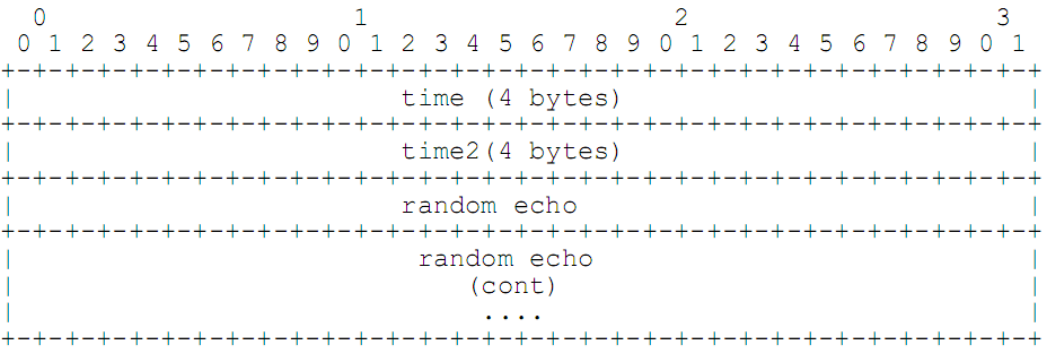 0                   1                   2                   3
 0 1 2 3 4 5 6 7 8 9 0 1 2 3 4 5 6 7 8 9 0 1 2 3 4 5 6 7 8 9 0 1
+-+-+-+-+-+-+-+-+-+-+-+-+-+-+-+-+-+-+-+-+-+-+-+-+-+-+-+-+-+-+-+-+
|                        time (4 bytes)                         |
+-+-+-+-+-+-+-+-+-+-+-+-+-+-+-+-+-+-+-+-+-+-+-+-+-+-+-+-+-+-+-+-+
|                        time2(4 bytes)                         |
+-+-+-+-+-+-+-+-+-+-+-+-+-+-+-+-+-+-+-+-+-+-+-+-+-+-+-+-+-+-+-+-+
|                        random echo                            |
+-+-+-+-+-+-+-+-+-+-+-+-+-+-+-+-+-+-+-+-+-+-+-+-+-+-+-+-+-+-+-+-+
|                         random echo                           |
|                            (cont)                             |
|                             ....                              |
+-+-+-+-+-+-+-+-+-+-+-+-+-+-+-+-+-+-+-+-+-+-+-+-+-+-+-+-+-+-+-+-+